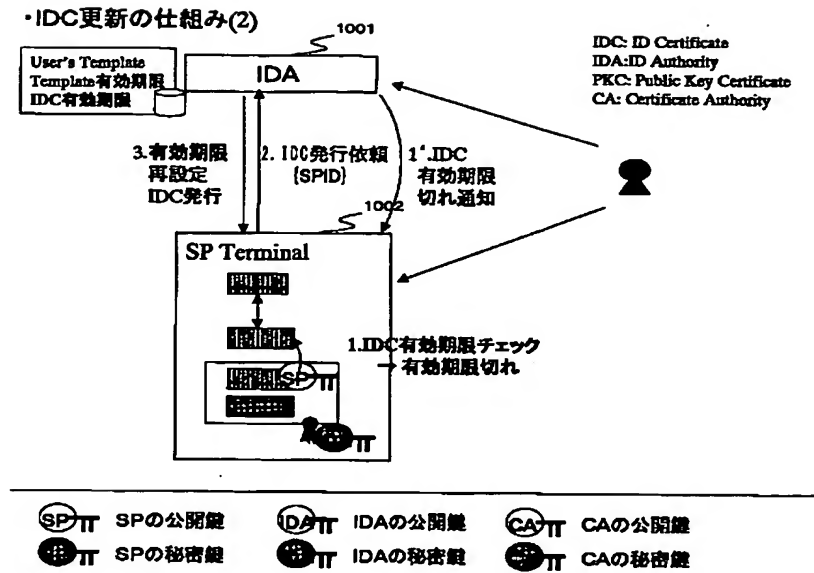 ・IDC更新の仕組み(2)
1001
IDC: ID Certificate
IDA:ID Authority
PKC: Public Key Certificate
CA: Certificate Authority
User's Template
Template有効期限
IDC有効期限
IDA
3.有効期限
再設定
IDC発行
2. IDC発行依頼
{SPID}
1'.IDC
有効期限
切れ通知
1002
SP Terminal
1.IDC有効期限チェック
→有効期限切れ
SP
SP SPの公開鍵
IDA IDAの公開鍵
CA CAの公開鍵
SPの秘密鍵
IDAの秘密鍵
CAの秘密鍵